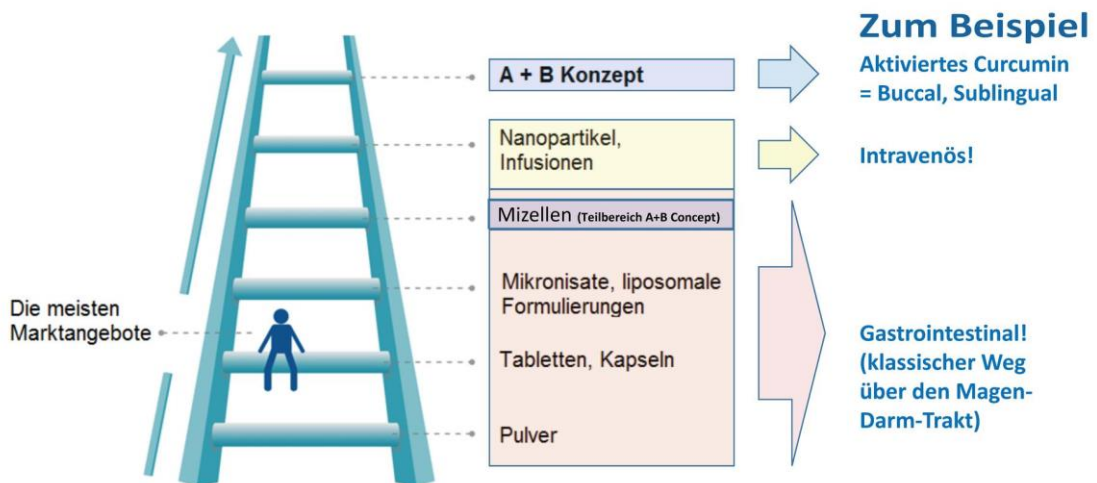 Zum Beispiel
A + B Konzept
Aktiviertes Curcumin
= Buccal, Sublingual
Nanopartikel,
Infusionen
Intravenös!
Mizellen (Teilbereich A+B Concept)
Mikronisate, liposomale
Formulierungen
Die meisten
Marktangebote
Tabletten, Kapseln
Gastrointestinal!
(klassischer Weg
über den Magen-
Darm-Trakt)
Pulver